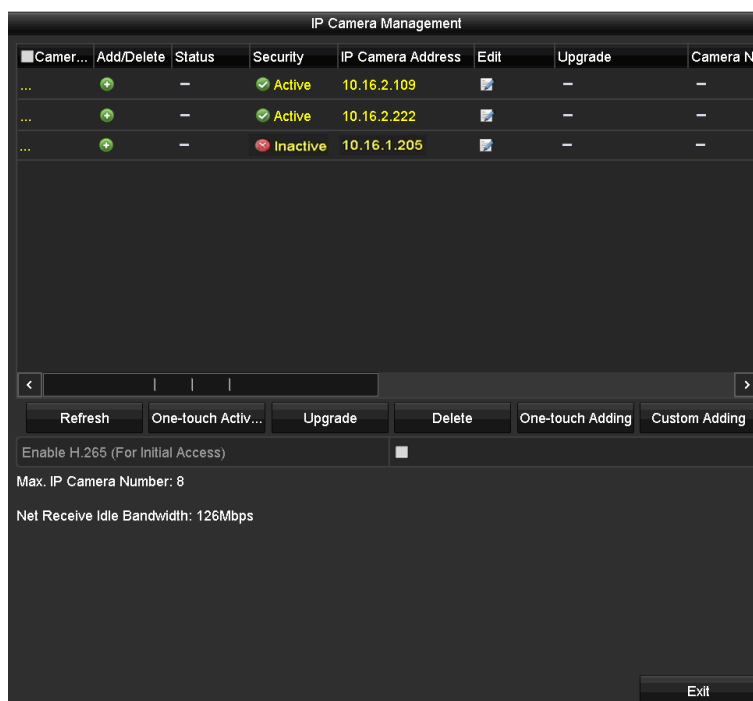 IP Camera Management
Camer... Add/Delete Status Security IP Camera Address Edit Upgrade Camera N
... – Active 10.16.2.109 – –
... – Active 10.16.2.222 – –
... – Inactive 10.16.1.205 – –
Refresh One-touch Activ... Upgrade Delete One-touch Adding Custom Adding
Enable H.265 (For Initial Access)
Max. IP Camera Number: 8
Net Receive Idle Bandwidth: 126Mbps
Exit